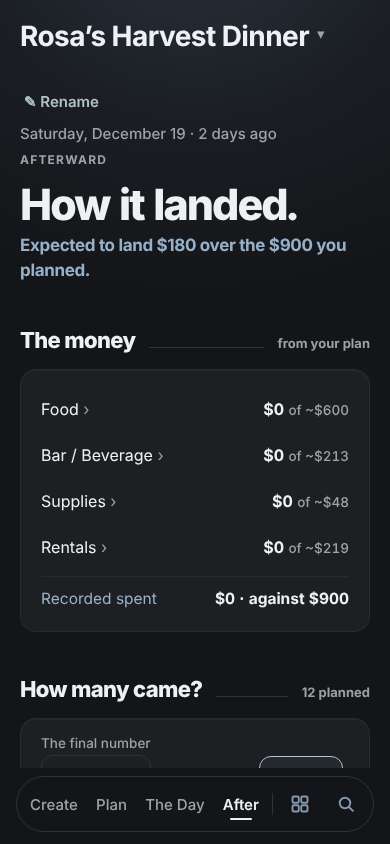 Rosa’s Harvest Dinner ▾
✎ Rename
Saturday, December 19 · 2 days ago
AFTERWARD
How it landed.
Expected to land $180 over the $900 you
planned.
The money from your plan
Food › $0 of ~$600
Bar / Beverage › $0 of ~$213
Supplies › $0 of ~$48
Rentals › $0 of ~$219
Recorded spent $0 · against $900
How many came? 12 planned
The final number
Create Plan The Day After